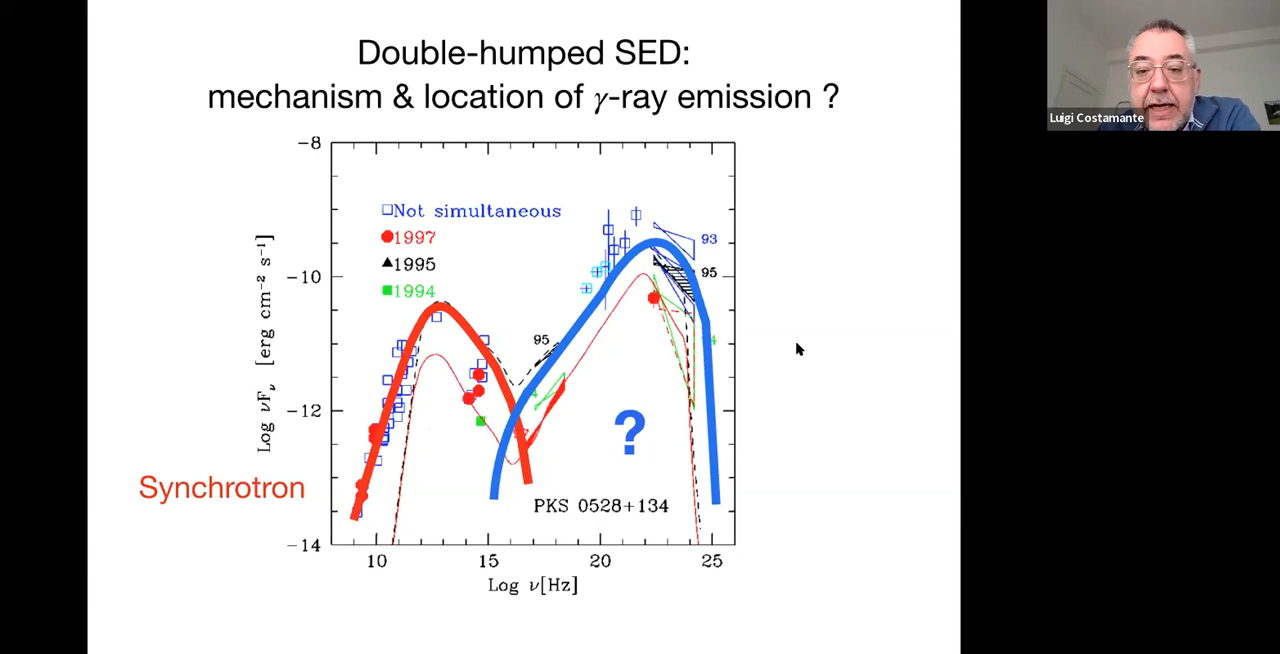 Double-humped SED:
mechanism & location of γ-ray emission ?
Luigi Costamante
-8
-10
-12
-14
Log νFν [erg cm⁻² s⁻¹]
Not simultaneous
1997
1995
1994
93
95
95
?
Synchrotron
PKS 0528+134
10
15
20
25
Log ν[Hz]